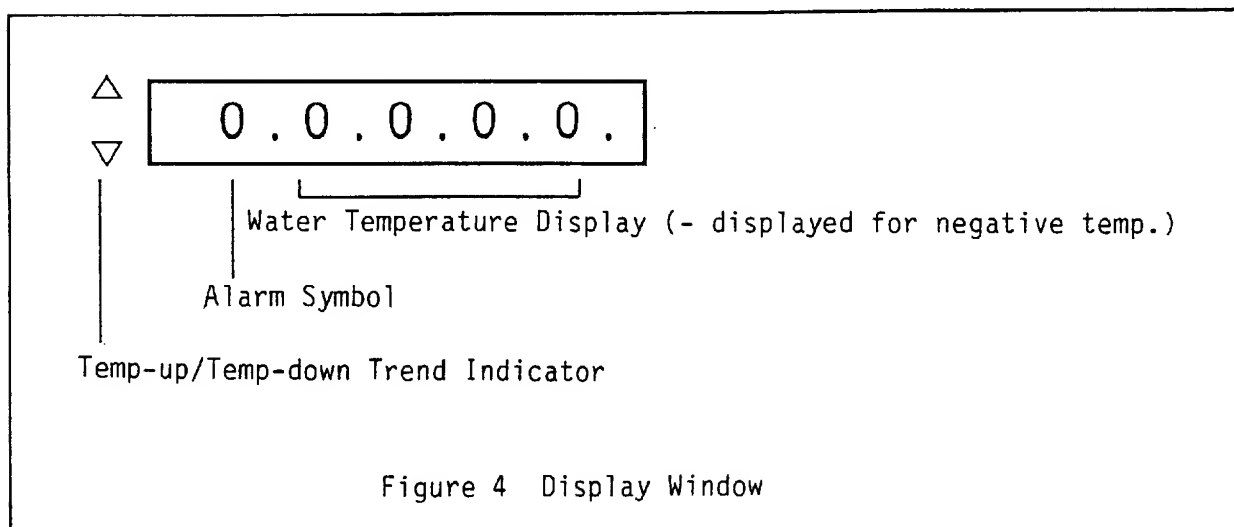 0.0.0.0.0.
Water Temperature Display (- displayed for negative temp.)
Alarm Symbol
Temp-up/Temp-down Trend Indicator
Figure 4 Display Window